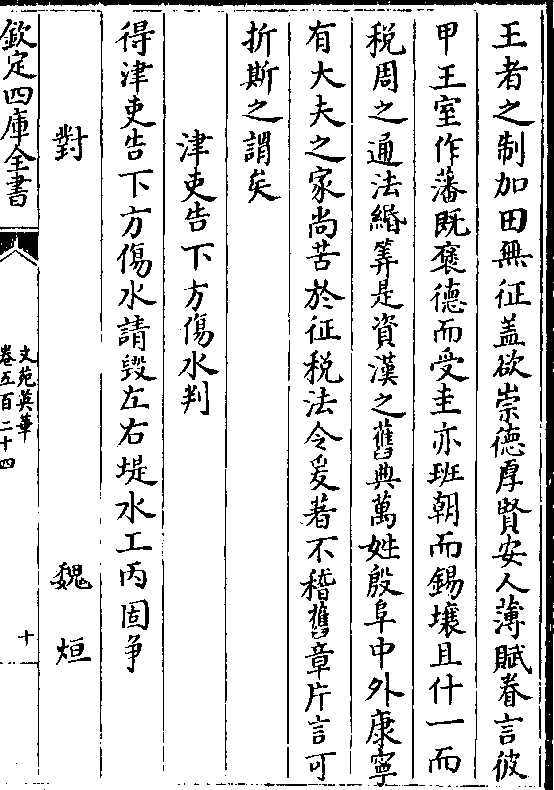 王者之制加田無征盖欲崇德厚賢安人薄賦眷言彼
甲王室作藩既褒德而受圭亦班朝而錫壤且什一而
税周之通法緡筭是資漢之舊典萬姓殷阜中外康寧
有大夫之家尚苦於征税法令爰著不稽舊章片言可
折斯之謂矣
津吏告下方傷水判
得津吏告下方傷水請毀左右堤水工丙固争
對 魏烜
欽定四庫全書
文苑英華
卷五百二十四
十